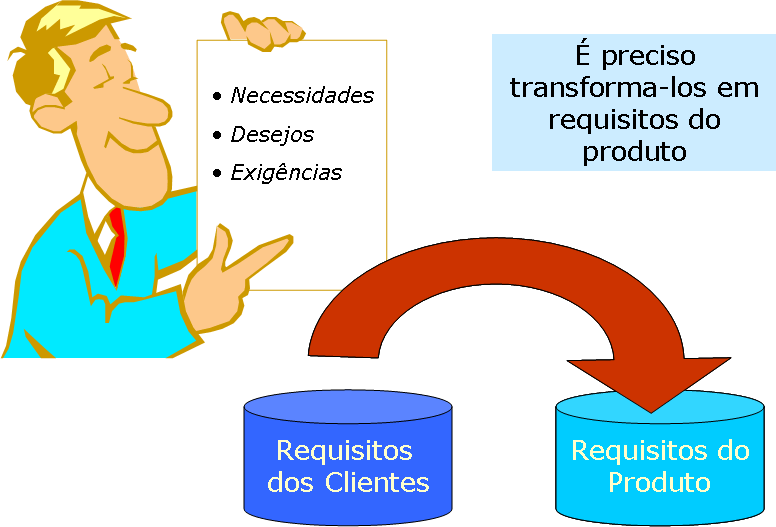 • Necessidades
• Desejos
• Exigências
É preciso
transforma-los em
requisitos do
produto
Requisitos
dos Clientes
Requisitos do
Produto